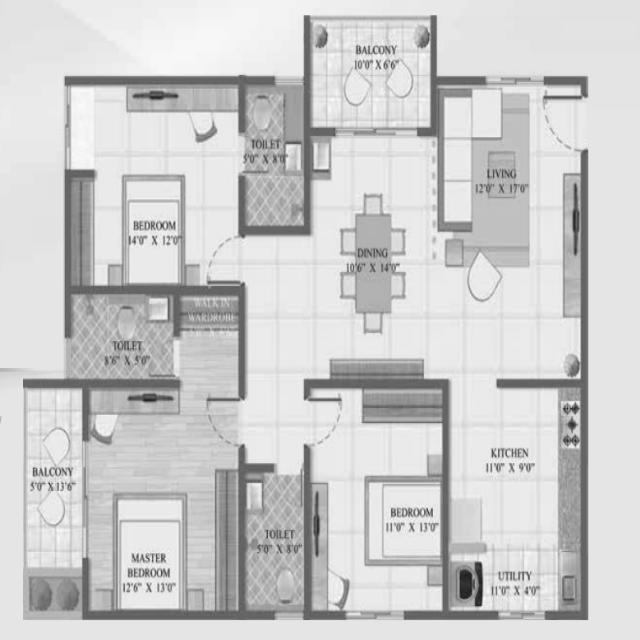 BALCONY
10'0" X 6'6"
TOILET
5'0" X 8'0"
LIVING
12'0" X 17'0"
BEDROOM
14'0" X 12'0"
DINING
10'6" X 14'0"
WALK IN
WARDROBE
TOILET
8'6" X 5'0"
KITCHEN
11'0" X 9'0"
BALCONY
5'0" X 13'6"
BEDROOM
11'0" X 13'0"
TOILET
5'0" X 8'0"
MASTER
BEDROOM
12'6" X 13'0"
UTILITY
11'0" X 4'0"